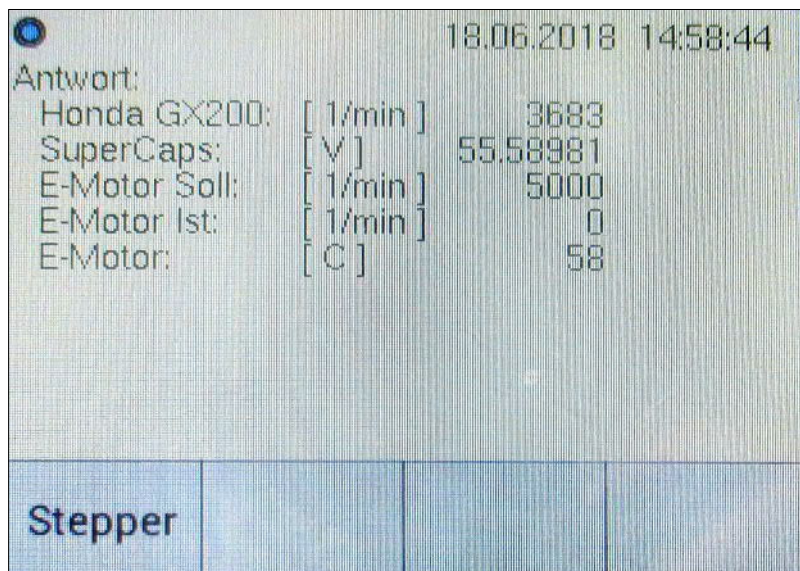 18.06.2018 14:58:44
Antwort:
Honda GX200: [ 1/min ] 3683
SuperCaps: [ V ] 55.58981
E-Motor Soll: [ 1/min ] 5000
E-Motor Ist: [ 1/min ] 0
E-Motor: [ C ] 58
Stepper